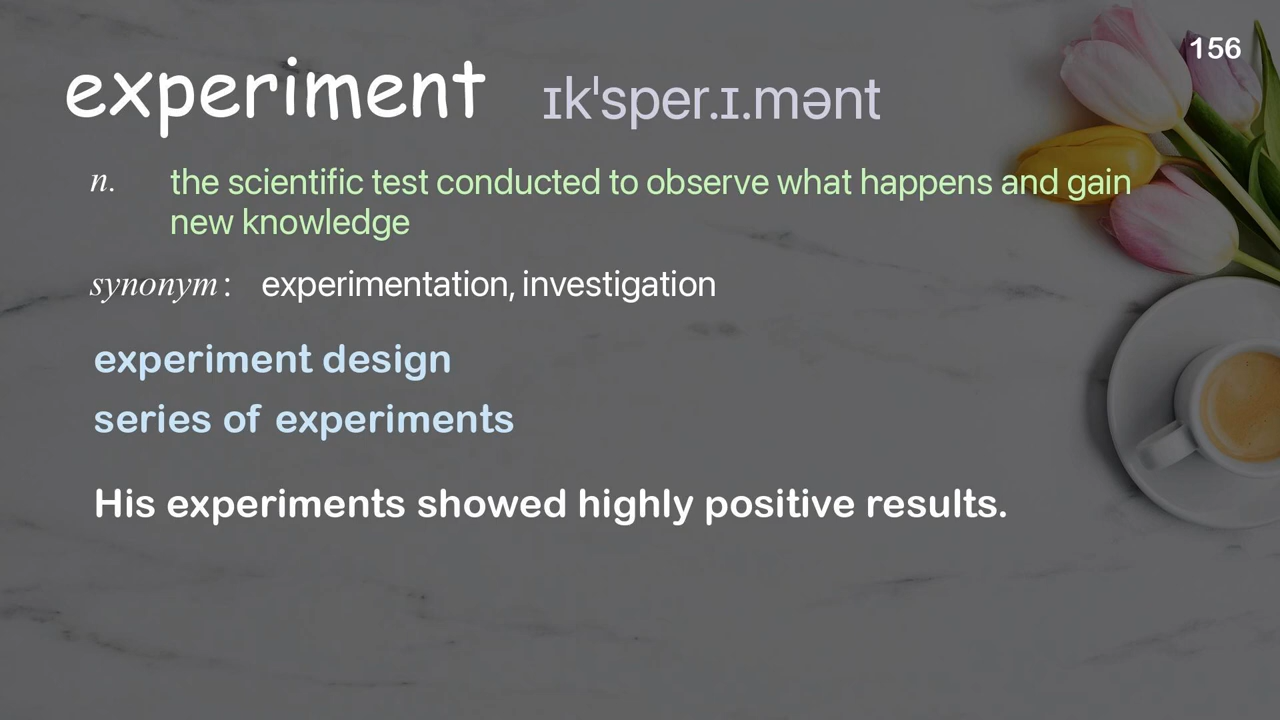 156
experiment ɪkˈsper.ɪ.mənt
n. the scientific test conducted to observe what happens and gain
new knowledge
synonym : experimentation, investigation
experiment design
series of experiments
His experiments showed highly positive results.